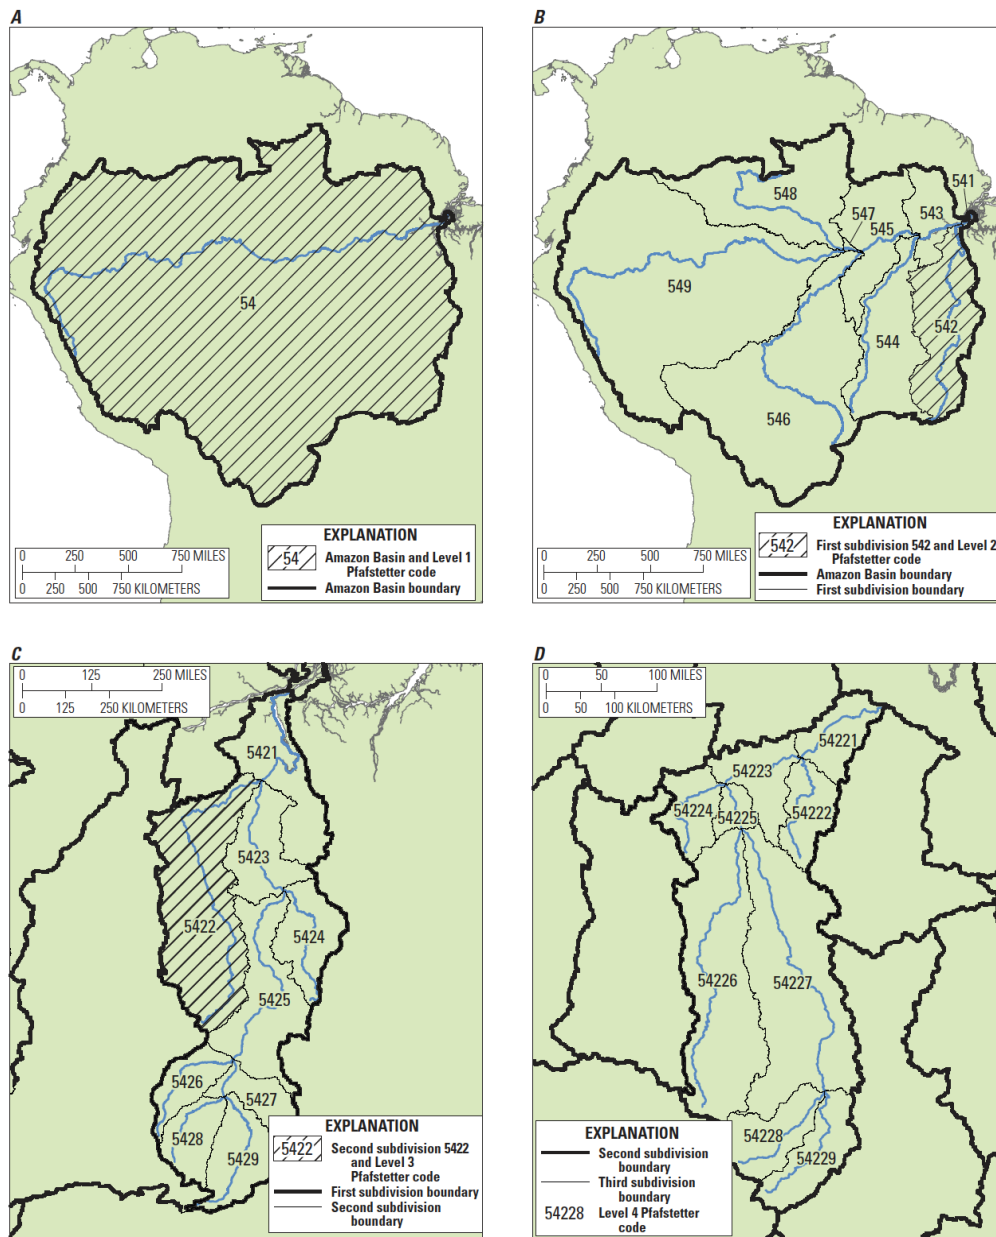 A
54
0 250 500 750 MILES
0 250 500 750 KILOMETERS
EXPLANATION
54 Amazon Basin and Level 1
Pfafstetter code
Amazon Basin boundary
B
541
548
547
543
545
549
542
544
546
0 250 500 750 MILES
0 250 500 750 KILOMETERS
EXPLANATION
542 First subdivision 542 and Level 2
Pfafstetter code
Amazon Basin boundary
First subdivision boundary
C
0 125 250 MILES
0 125 250 KILOMETERS
5421
5423
5422
5424
5425
5426
5427
5428
5429
EXPLANATION
5422 Second subdivision 5422
and Level 3
Pfafstetter code
First subdivision boundary
Second subdivision
boundary
D
0 50 100 MILES
0 50 100 KILOMETERS
54221
54223
54224
54225
54222
54226
54227
54228
54229
EXPLANATION
Second subdivision
boundary
Third subdivision
boundary
54228 Level 4 Pfafstetter
code